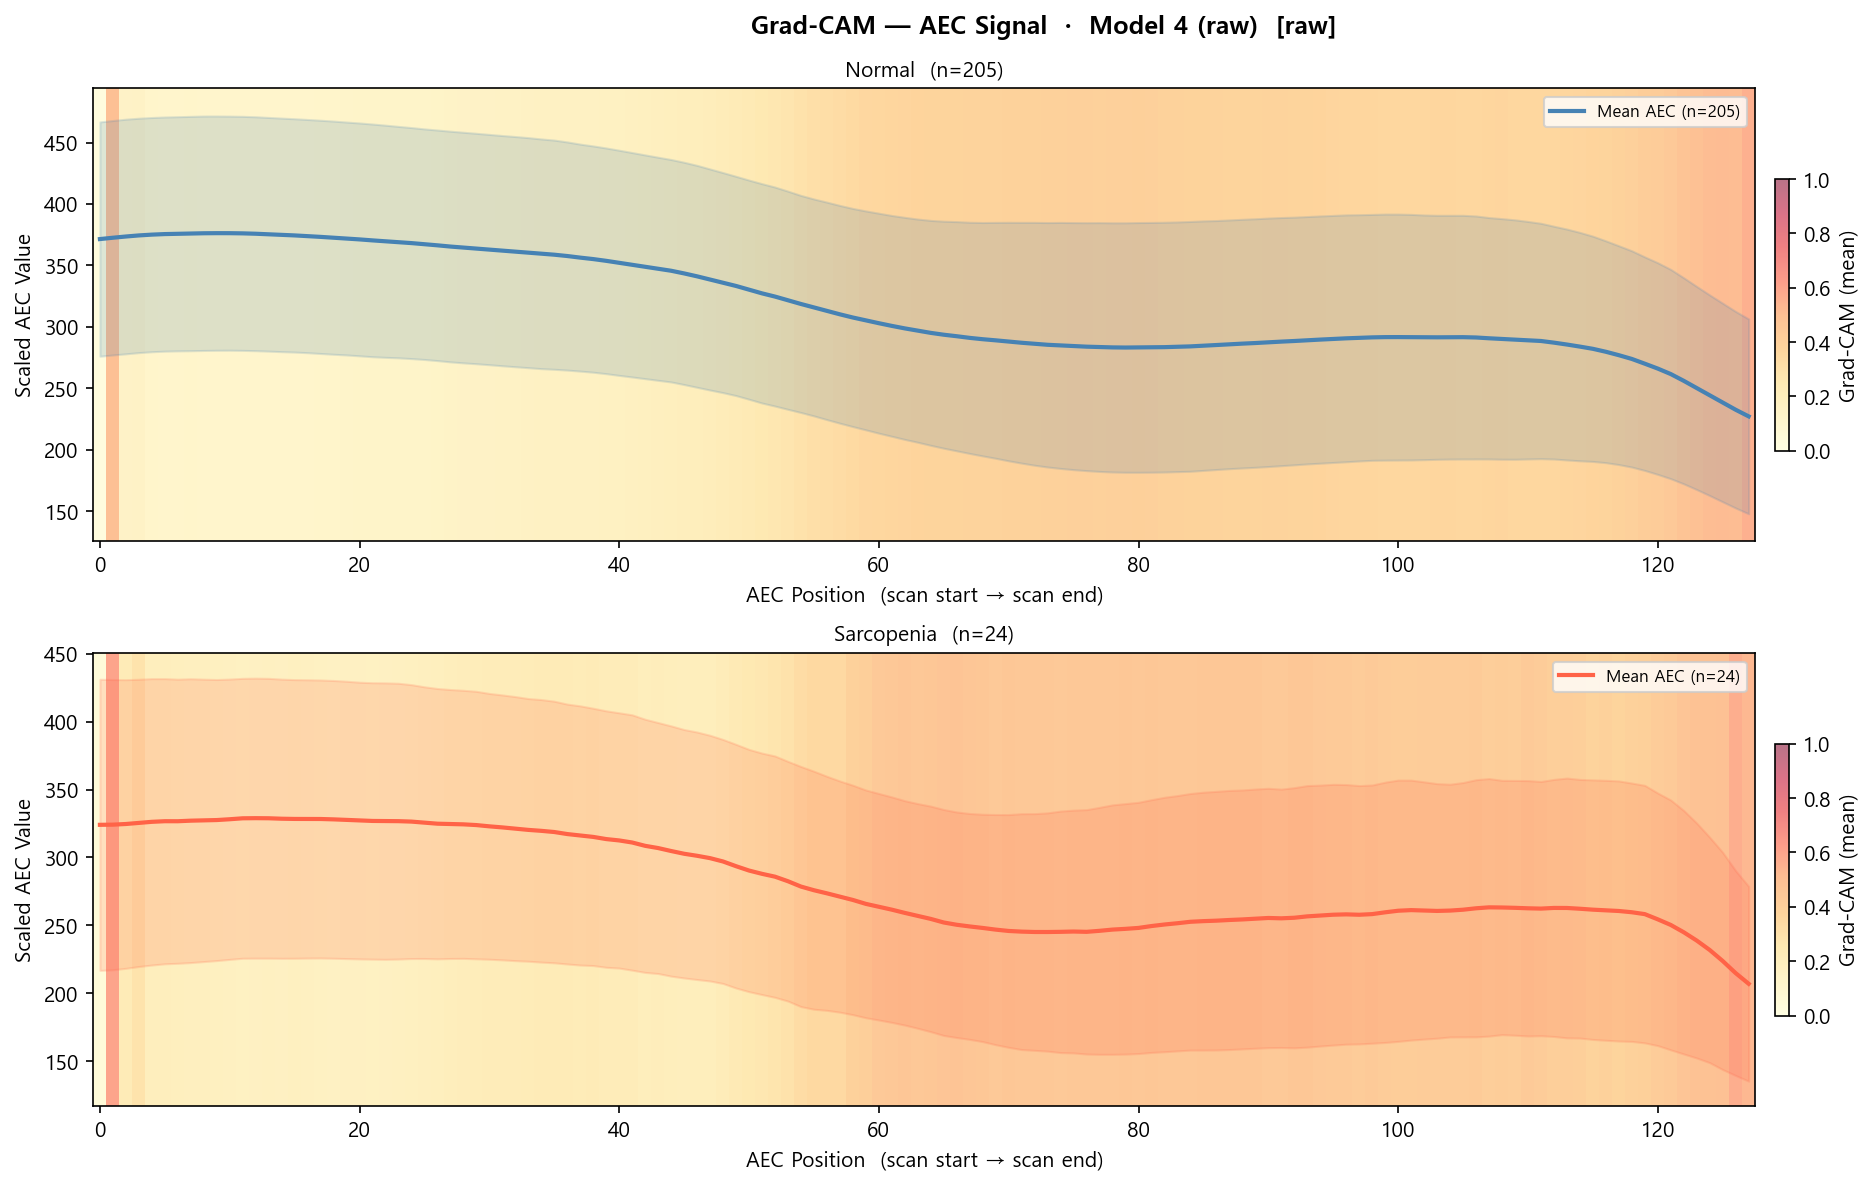 Grad-CAM — AEC Signal · Model 4 (raw) [raw]
Normal (n=205)
Mean AEC (n=205)
Scaled AEC Value
450
400
350
300
250
200
150
0 20 40 60 80 100 120
AEC Position (scan start → scan end)
1.0
0.8
0.6
0.4
0.2
0.0
Grad-CAM (mean)
Sarcopenia (n=24)
Mean AEC (n=24)
Scaled AEC Value
450
400
350
300
250
200
150
0 20 40 60 80 100 120
AEC Position (scan start → scan end)
1.0
0.8
0.6
0.4
0.2
0.0
Grad-CAM (mean)